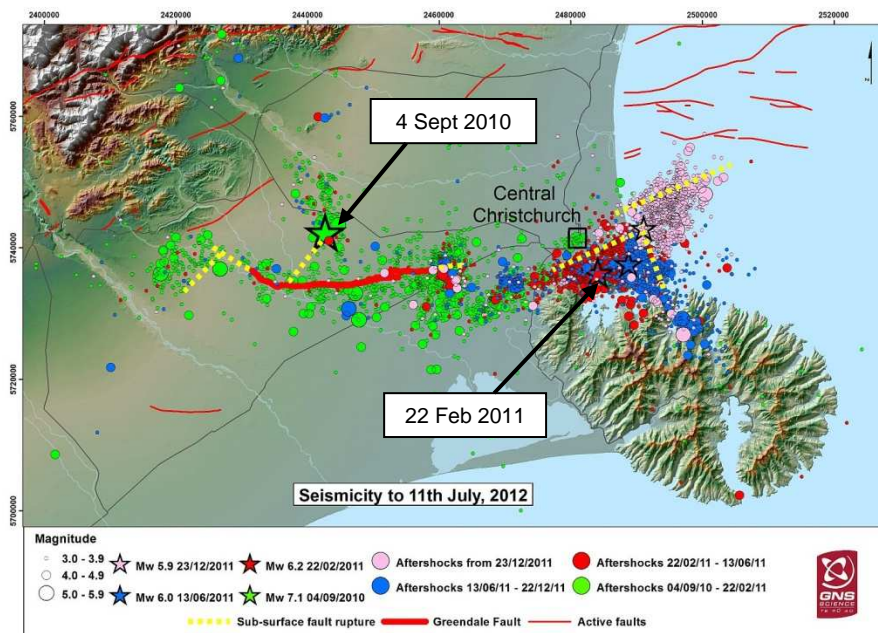 2400000 2420000 2440000 2460000 2480000 2500000 2520000
5760000
5740000
5720000
5700000
4 Sept 2010
Central
Christchurch
22 Feb 2011
Seismicity to 11th July, 2012
Magnitude
3.0 - 3.9
4.0 - 4.9
5.0 - 5.9
Mw 5.9 23/12/2011
Mw 6.0 13/06/2011
Mw 6.2 22/02/2011
Mw 7.1 04/09/2010
Aftershocks from 23/12/2011
Aftershocks 13/06/11 - 22/12/11
Aftershocks 22/02/11 - 13/06/11
Aftershocks 04/09/10 - 22/02/11
Sub-surface fault rupture Greendale Fault Active faults
GNS
SCIENCE
TE PŪ AO